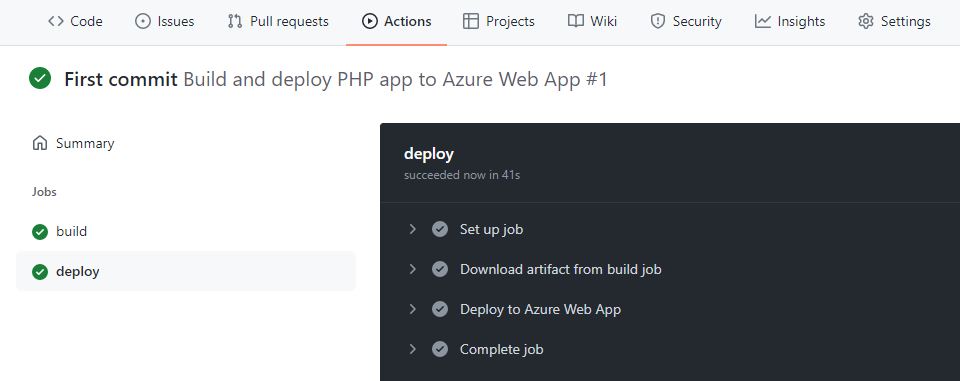 Code Issues Pull requests Actions Projects Wiki Security Insights Settings
First commit Build and deploy PHP app to Azure Web App #1
Summary
Jobs
build
deploy
deploy
succeeded now in 41s
Set up job
Download artifact from build job
Deploy to Azure Web App
Complete job